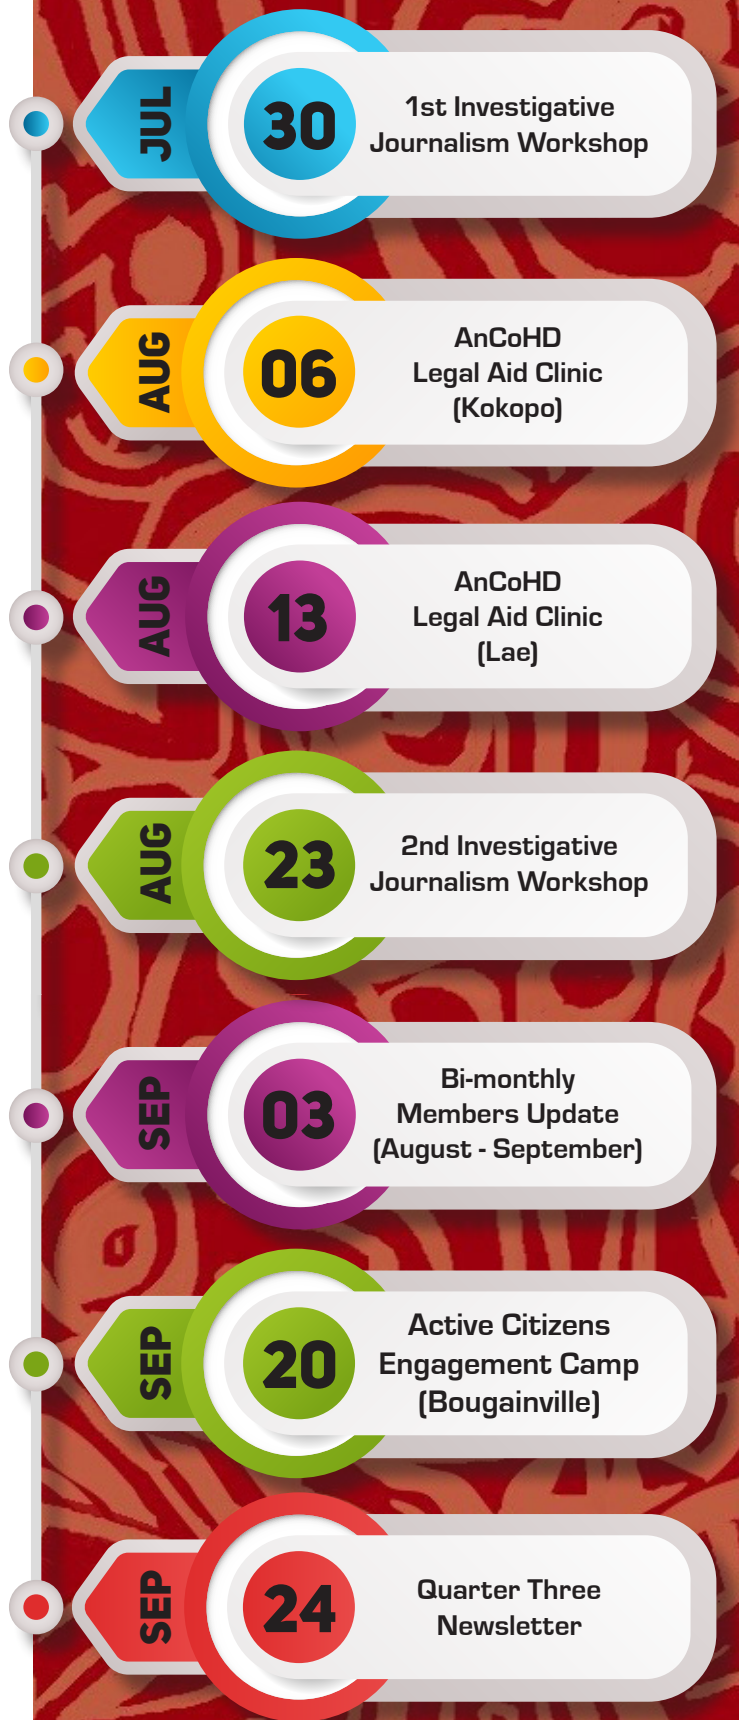 JUL
30
1st Investigative
Journalism Workshop
AUG
06
AnCoHD
Legal Aid Clinic
(Kokopo)
AUG
13
AnCoHD
Legal Aid Clinic
(Lae)
AUG
23
2nd Investigative
Journalism Workshop
SEP
03
Bi-monthly
Members Update
(August - September)
SEP
20
Active Citizens
Engagement Camp
(Bougainville)
SEP
24
Quarter Three
Newsletter